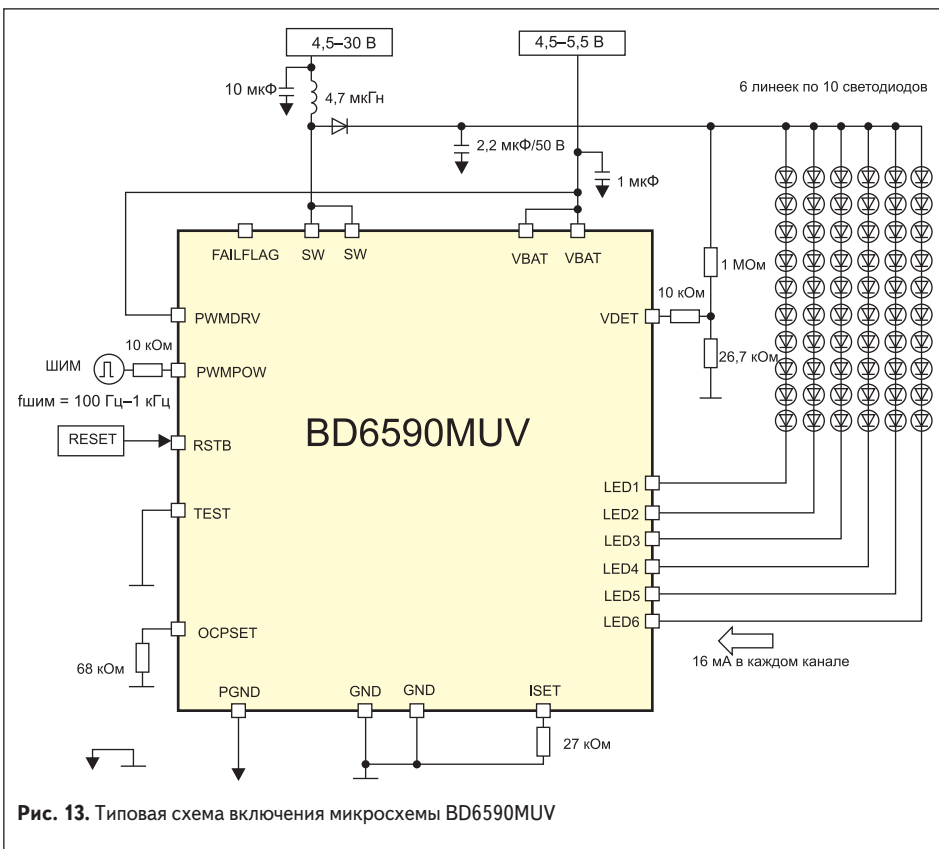 4,5–30 В
4,5–5,5 В
10 мкФ
4,7 мкГн
6 линеек по 10 светодиодов
2,2 мкФ/50 В
1 мкФ
FAILFLAG
SW
SW
VBAT
VBAT
1 МОм
10 кОм
PWMDRV
VDET
10 кОм
26,7 кОм
ШИМ
PWMPOW
fшим = 100 Гц–1 кГц
BD6590MUV
RESET
RSTB
LED1
TEST
LED2
LED3
LED4
LED5
LED6
OCPSET
16 мА в каждом канале
68 кОм
PGND
GND
GND
ISET
27 кОм
Рис. 13. Типовая схема включения микросхемы BD6590MUV